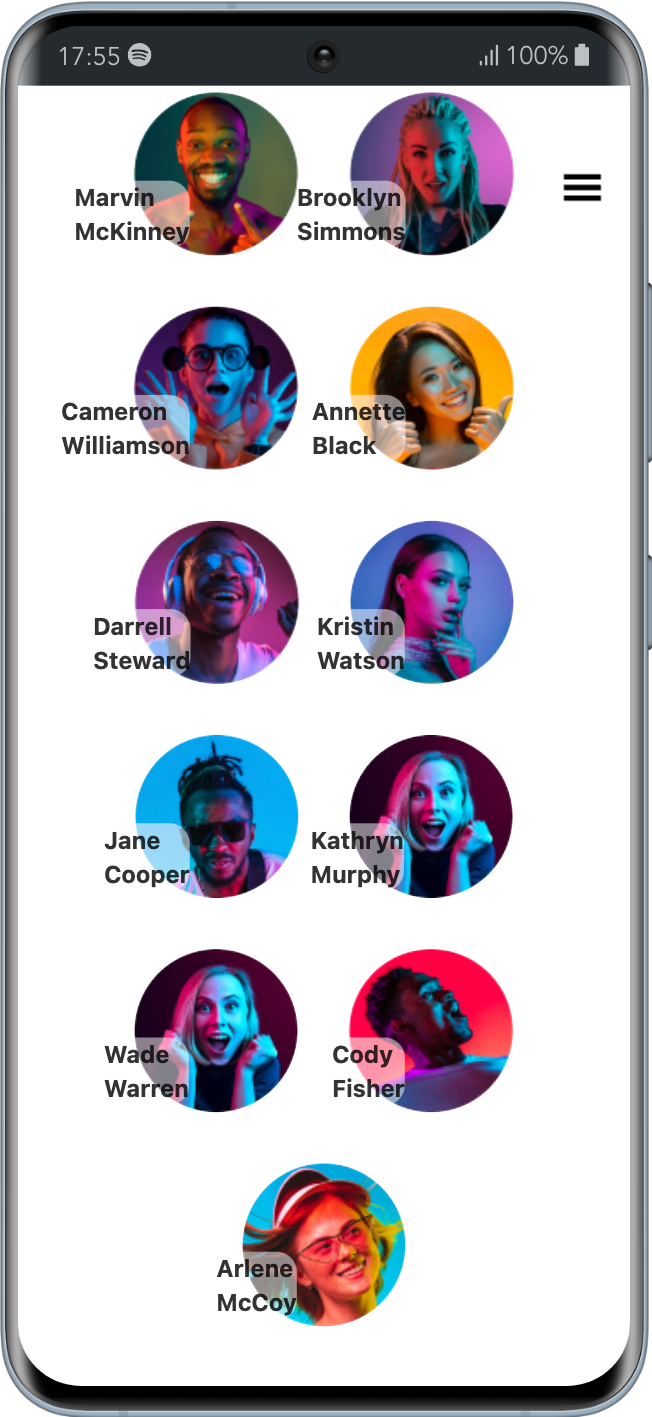 17:55 100%
Marvin
McKinney
Brooklyn
Simmons
Cameron
Williamson
Annette
Black
Darrell
Steward
Kristin
Watson
Jane
Cooper
Kathryn
Murphy
Wade
Warren
Cody
Fisher
Arlene
McCoy